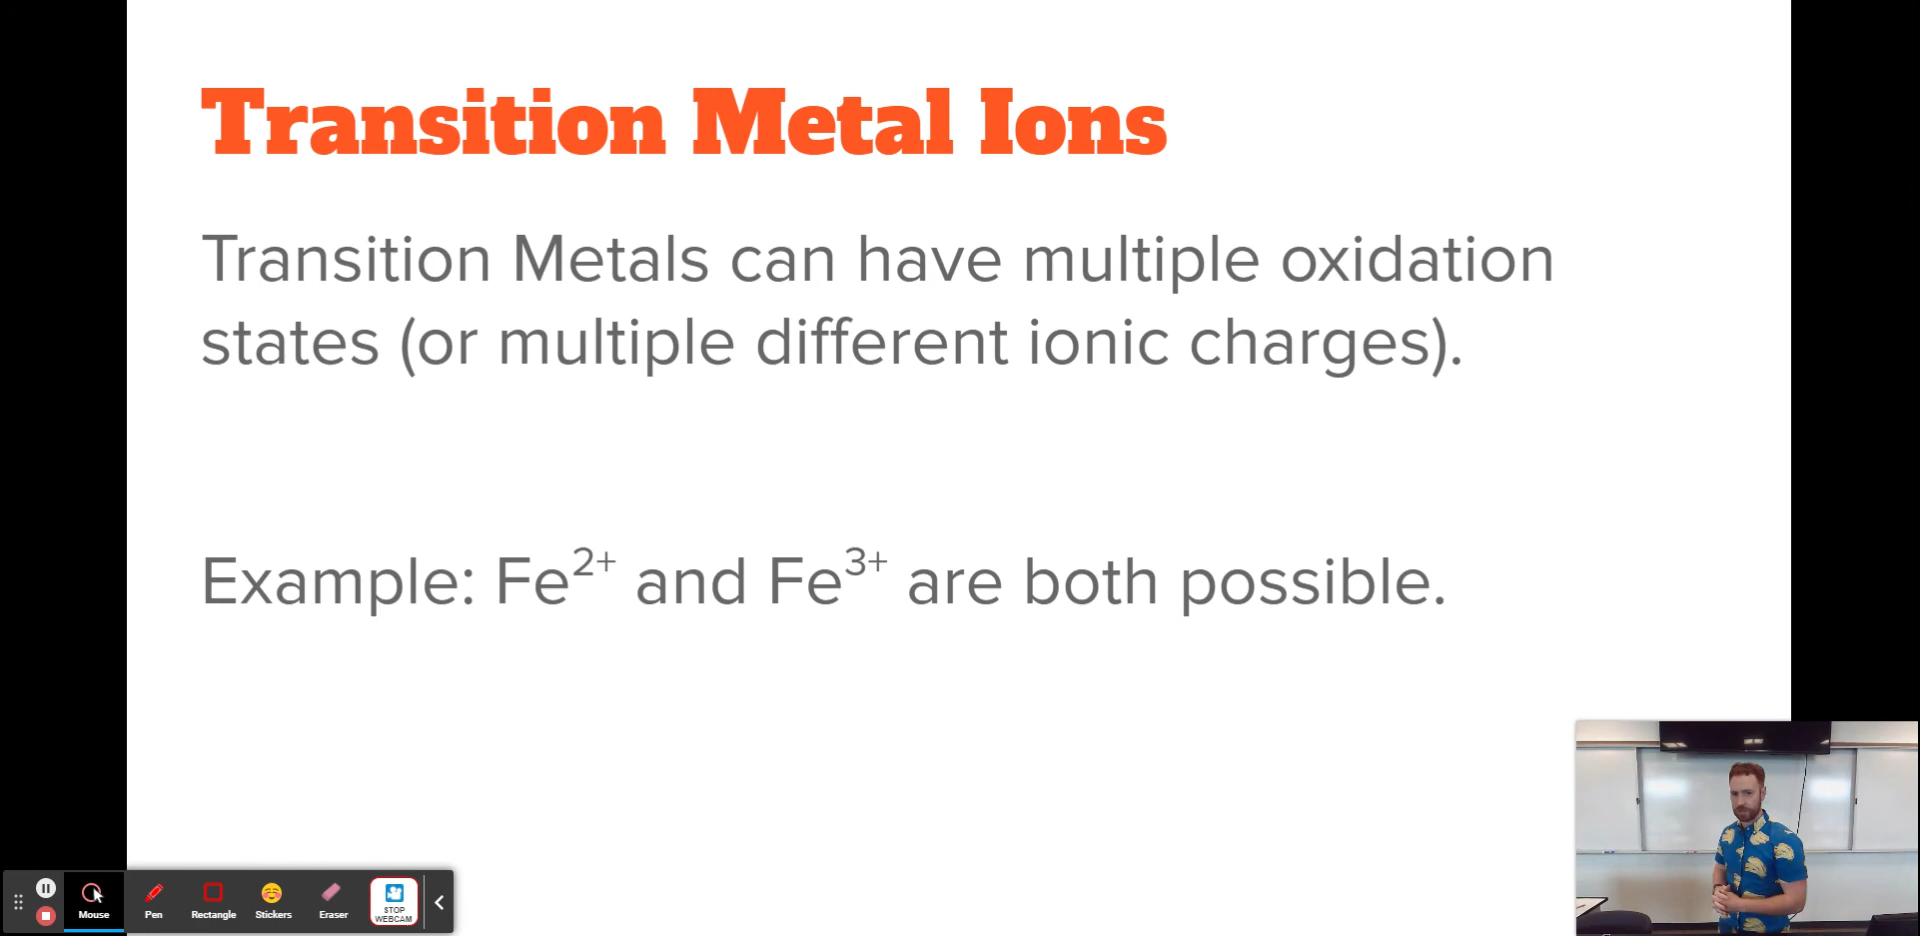 Transition Metal Ions
Transition Metals can have multiple oxidation
states (or multiple different ionic charges).
Example: Fe²⁺ and Fe³⁺ are both possible.
Mouse
Pen
Rectangle
Stickers
Eraser
STOP
WEBCAM